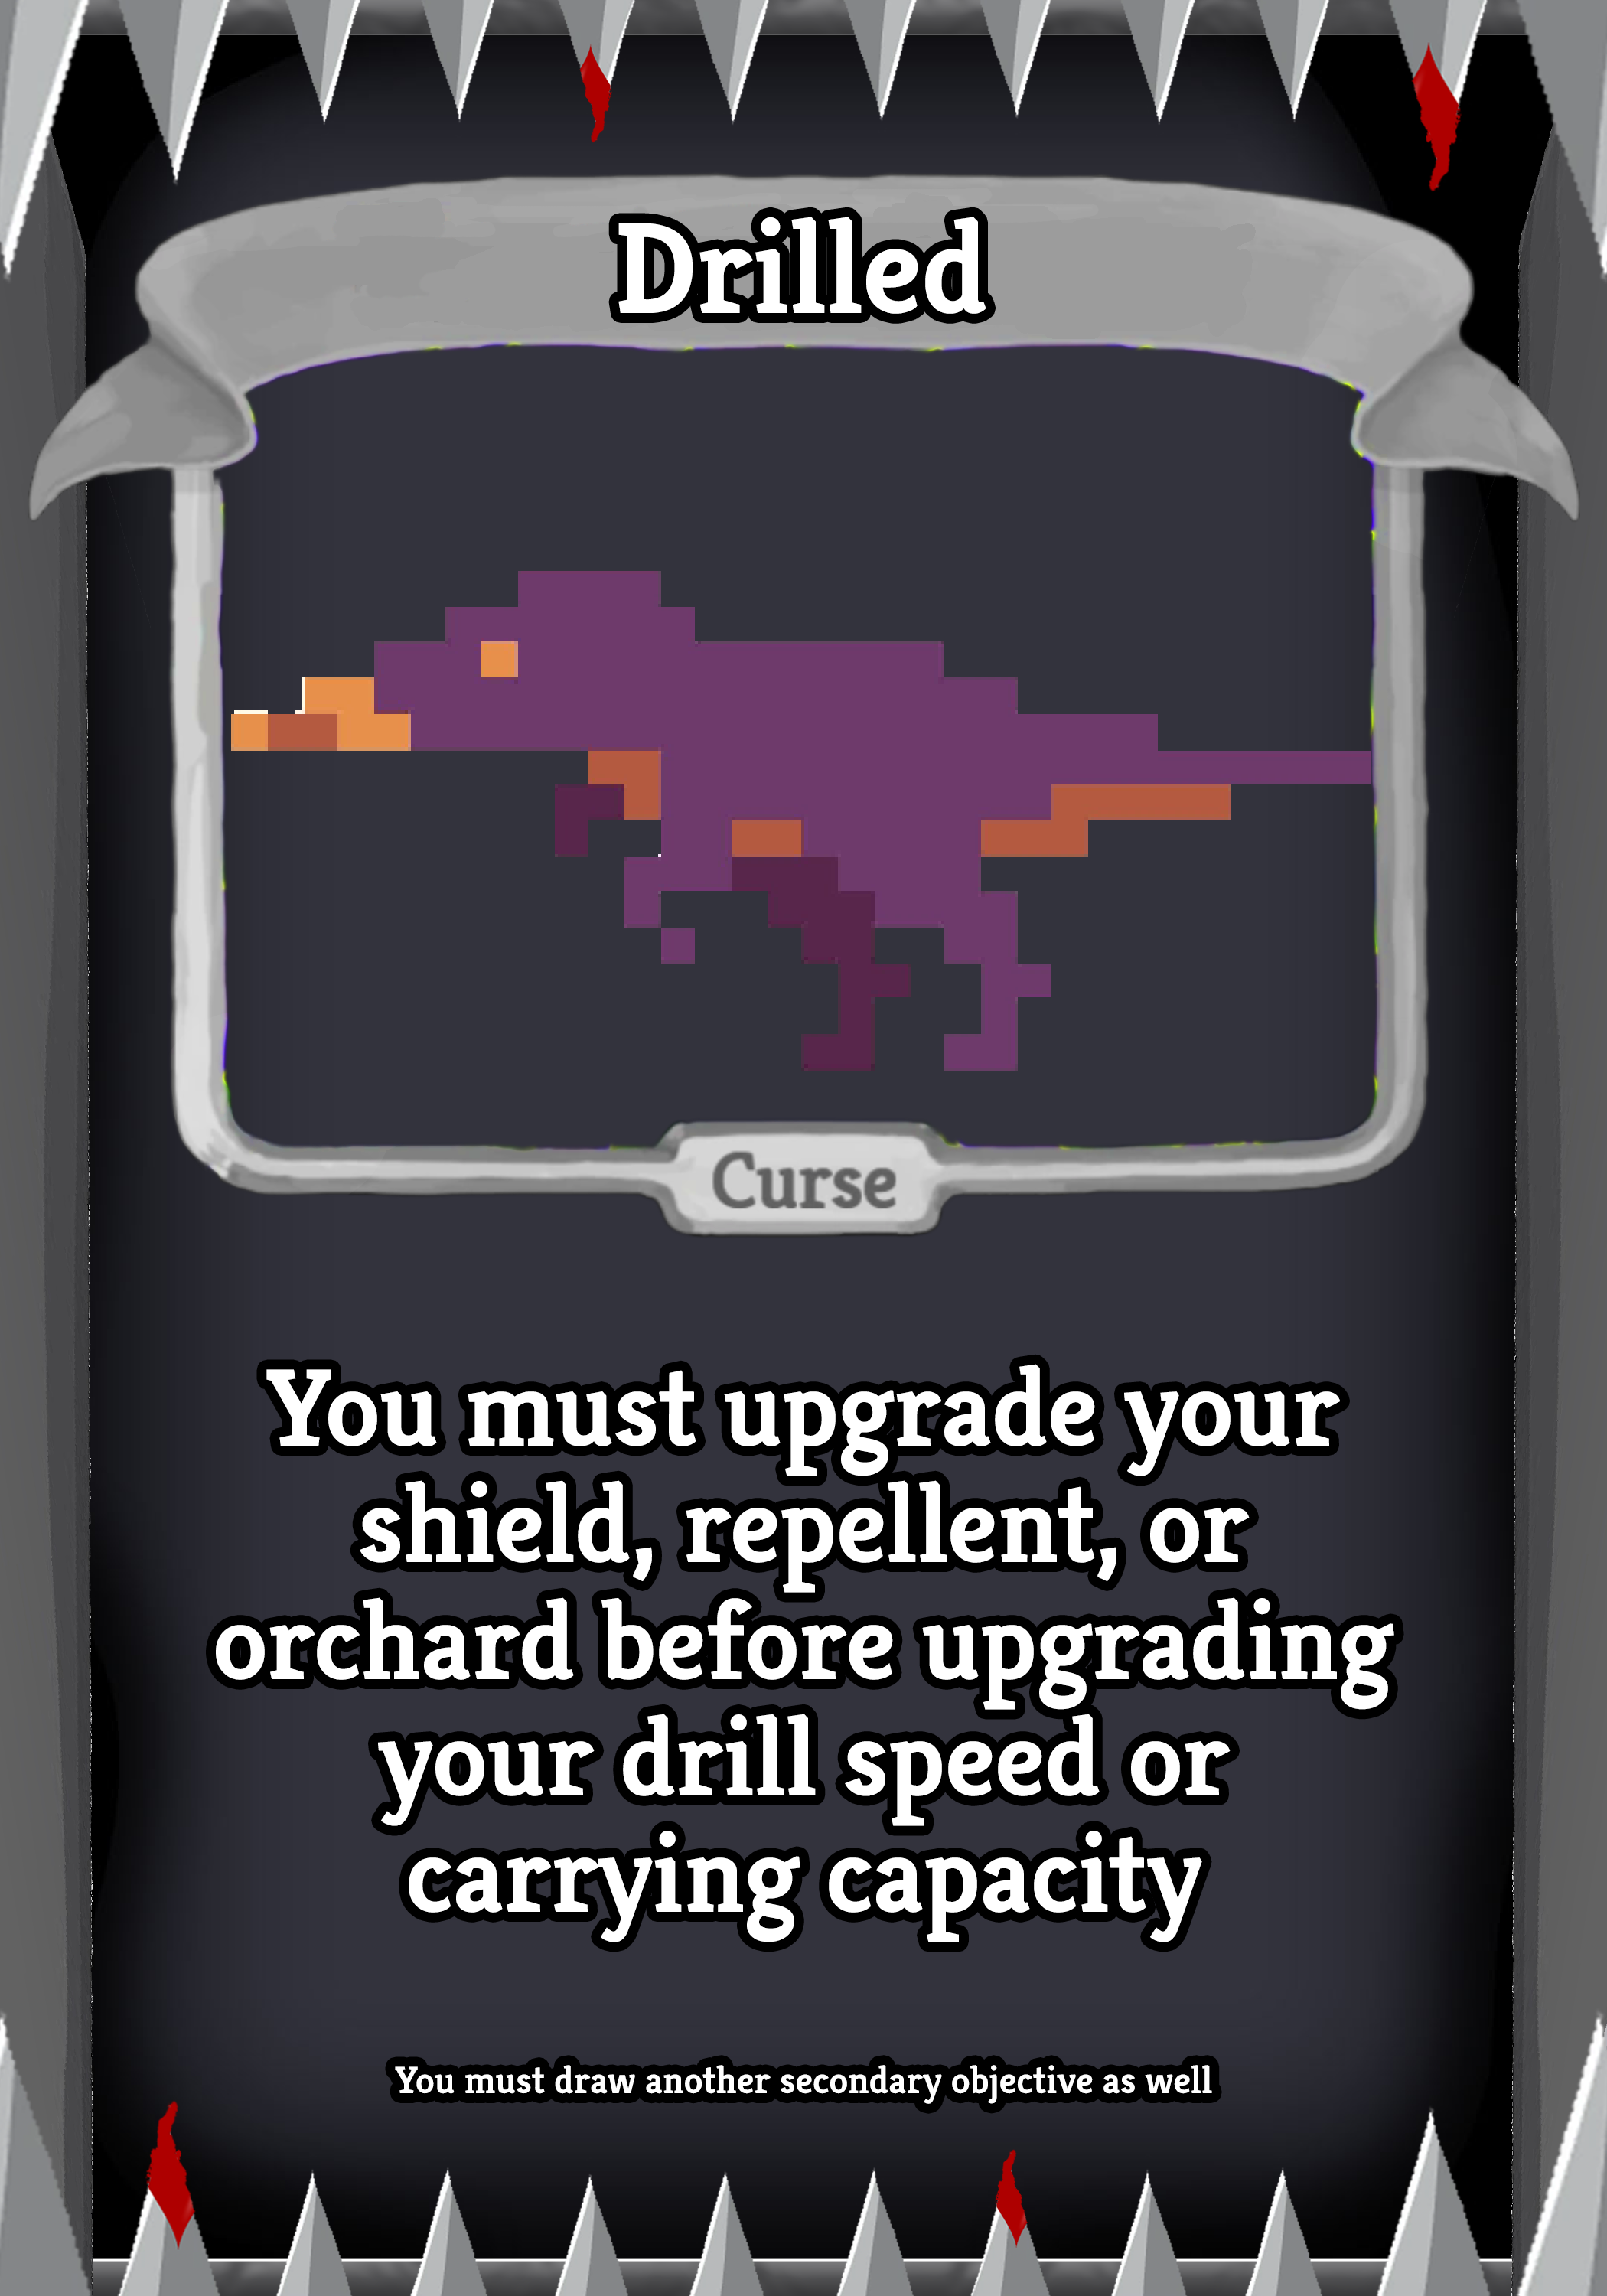 Drilled
Curse
You must upgrade your
shield, repellent, or
orchard before upgrading
your drill speed or
carrying capacity
You must draw another secondary objective as well